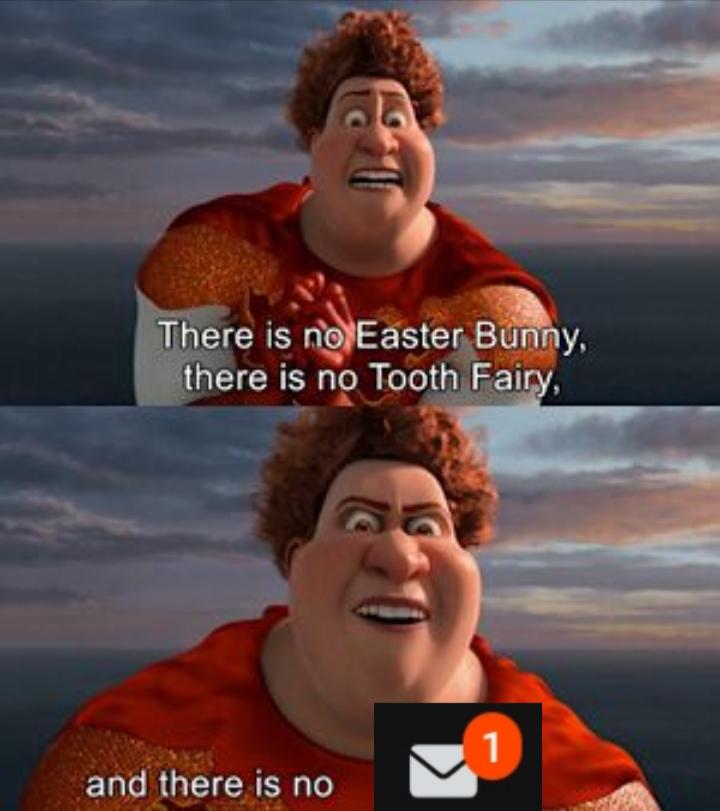 There is no Easter Bunny,
there is no Tooth Fairy,
and there is no
1